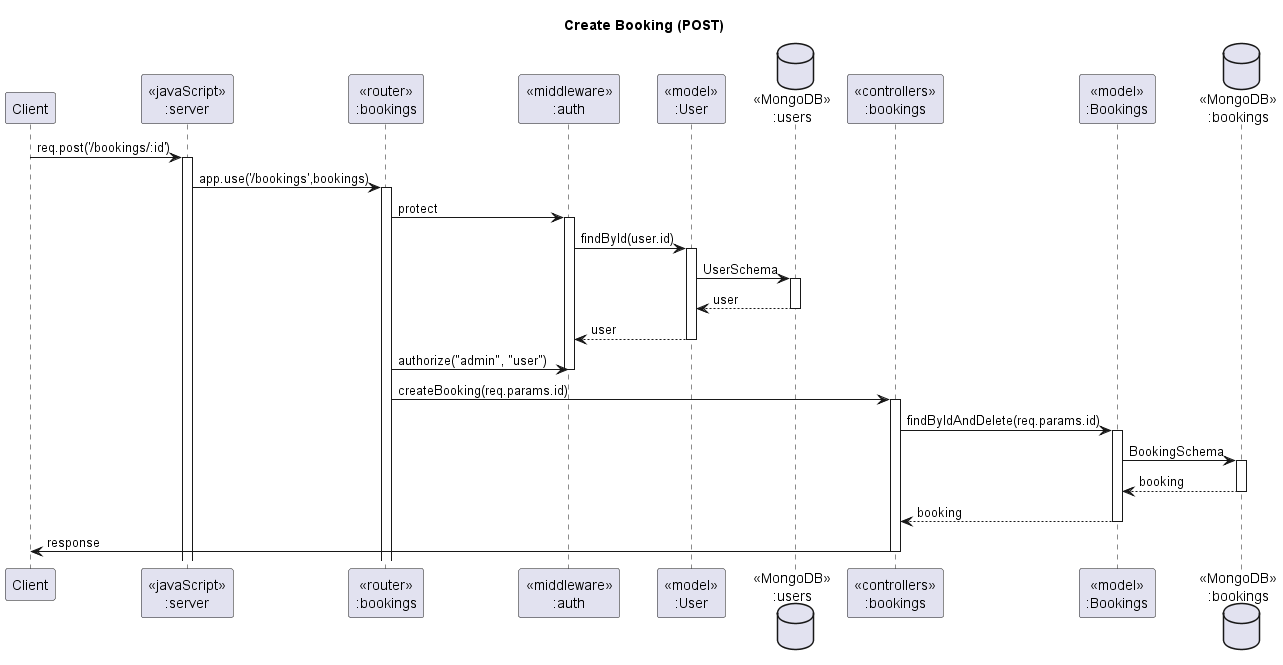 Create Booking (POST)
Client
«javaScript»
:server
«router»
:bookings
«middleware»
:auth
«model»
:User
«MongoDB»
:users
«controllers»
:bookings
«model»
:Bookings
«MongoDB»
:bookings
req.post('/bookings/:id')
app.use('/bookings',bookings)
protect
findById(user.id)
UserSchema
user
user
authorize("admin", "user")
createBooking(req.params.id)
findByIdAndDelete(req.params.id)
BookingSchema
booking
booking
response
Client
«javaScript»
:server
«router»
:bookings
«middleware»
:auth
«model»
:User
«MongoDB»
:users
«controllers»
:bookings
«model»
:Bookings
«MongoDB»
:bookings